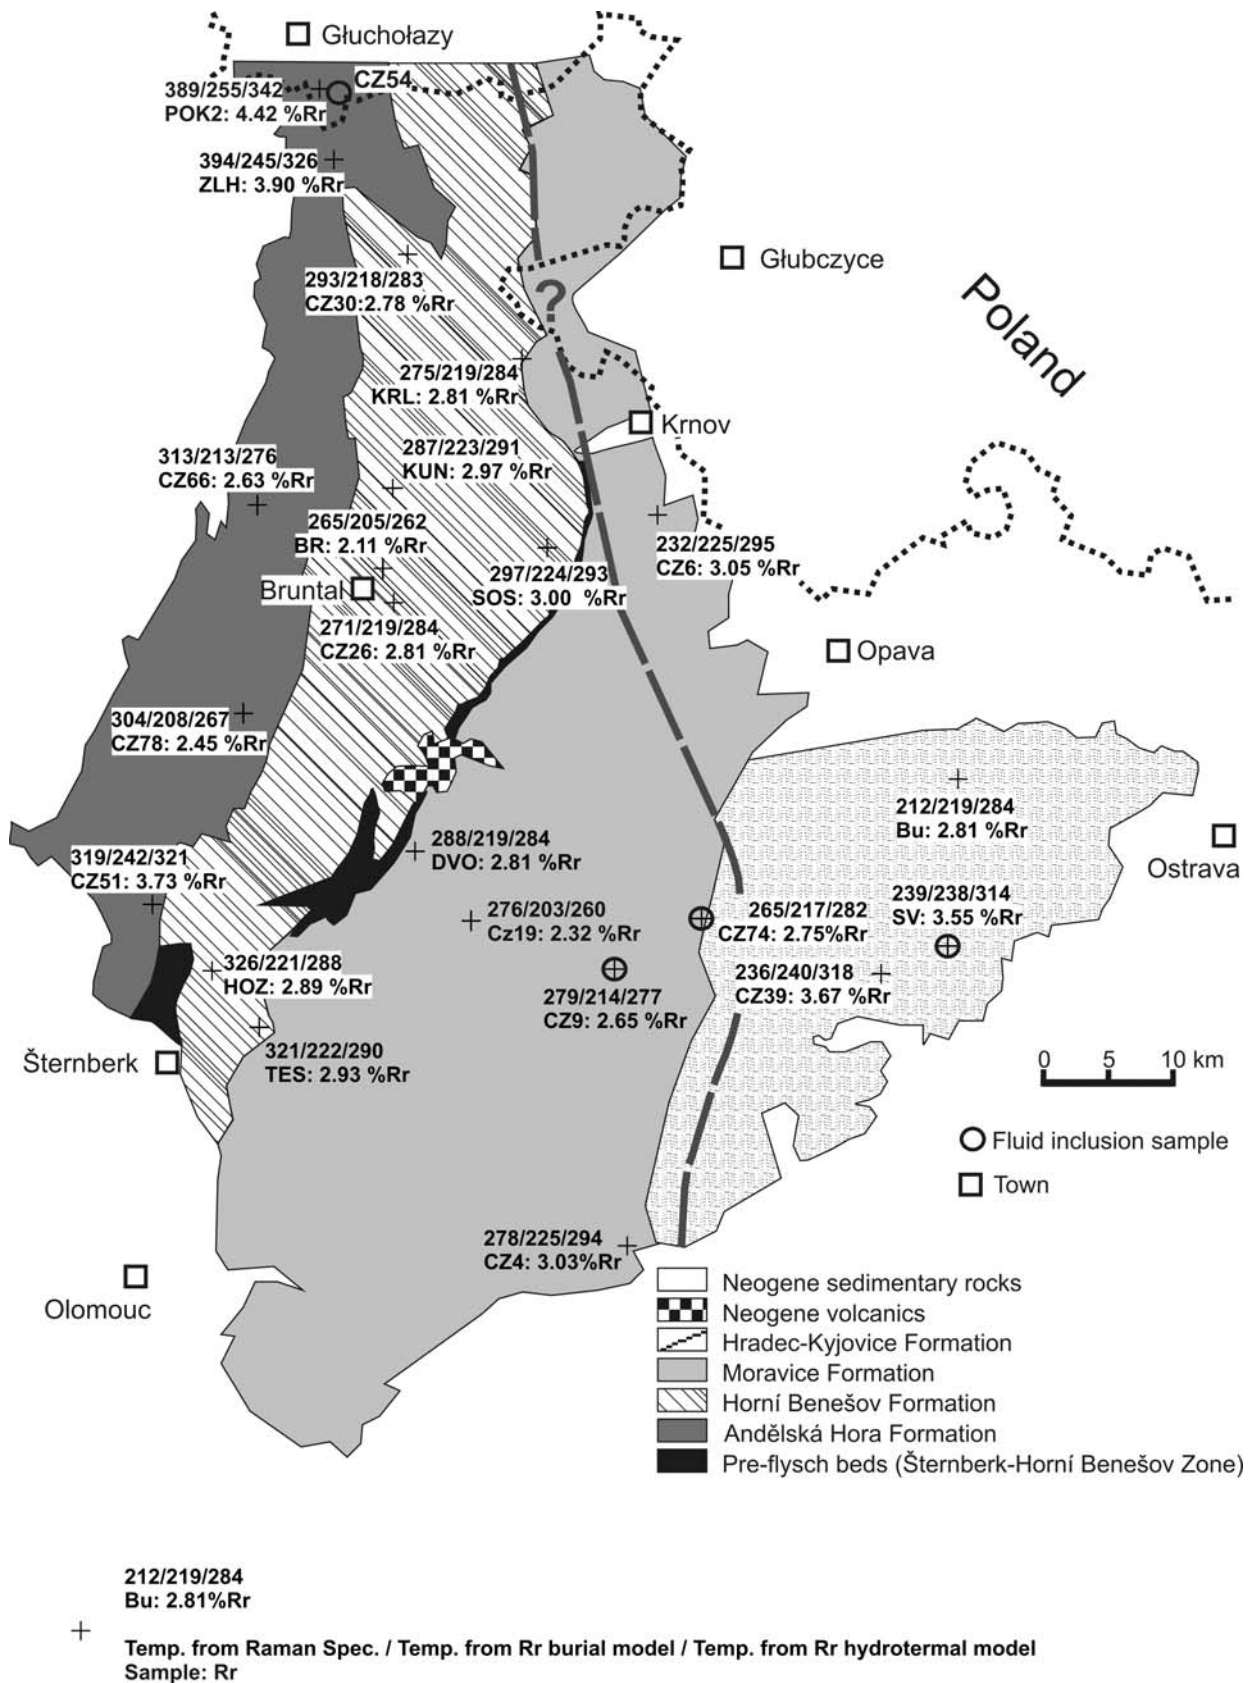 Głuchołazy
CZ54
389/255/342
POK2: 4.42 %Rr
394/245/326
ZLH: 3.90 %Rr
Głubczyce
Poland
293/218/283
CZ30:2.78 %Rr
?
275/219/284
KRL: 2.81 %Rr
Krnov
287/223/291
KUN: 2.97 %Rr
313/213/276
CZ66: 2.63 %Rr
265/205/262
BR: 2.11 %Rr
232/225/295
CZ6: 3.05 %Rr
297/224/293
SOS: 3.00 %Rr
Bruntal
271/219/284
CZ26: 2.81 %Rr
Opava
304/208/267
CZ78: 2.45 %Rr
212/219/284
Bu: 2.81 %Rr
Ostrava
288/219/284
DVO: 2.81 %Rr
319/242/321
CZ51: 3.73 %Rr
276/203/260
Cz19: 2.32 %Rr
265/217/282
CZ74: 2.75%Rr
239/238/314
SV: 3.55 %Rr
326/221/288
HOZ: 2.89 %Rr
279/214/277
CZ9: 2.65 %Rr
236/240/318
CZ39: 3.67 %Rr
Šternberk
321/222/290
TES: 2.93 %Rr
0 5 10 km
Fluid inclusion sample
Town
278/225/294
CZ4: 3.03%Rr
Olomouc
Neogene sedimentary rocks
Neogene volcanics
Hradec-Kyjovice Formation
Moravice Formation
Horní Benešov Formation
Andělská Hora Formation
Pre-flysch beds (Šternberk-Horní Benešov Zone)
212/219/284
Bu: 2.81%Rr
Temp. from Raman Spec. / Temp. from Rr burial model / Temp. from Rr hydrotermal model
Sample: Rr